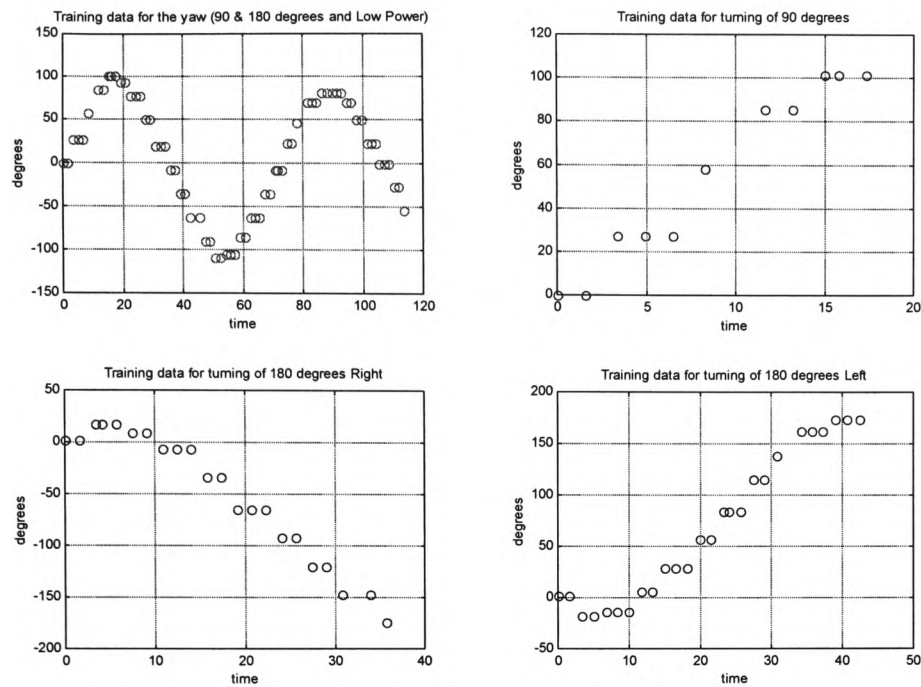 Training data for the yaw (90 & 180 degrees and Low Power)
150
100
50
0
-50
-100
-150
degrees
0 20 40 60 80 100 120
time
Training data for turning of 90 degrees
120
100
80
60
40
20
0
degrees
0 5 10 15 20
time
Training data for turning of 180 degrees Right
50
0
-50
-100
-150
-200
degrees
0 10 20 30 40
time
Training data for turning of 180 degrees Left
200
150
100
50
0
-50
degrees
0 10 20 30 40 50
time